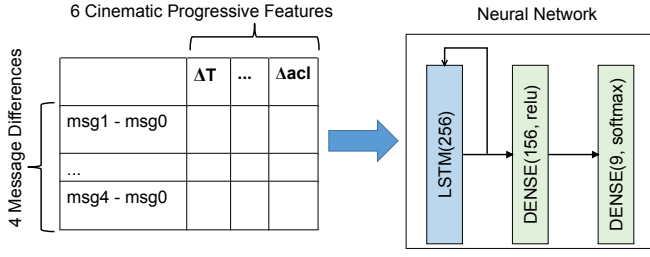 6 Cinematic Progressive Features
Neural Network
4 Message Differences
ΔT ... Δacl
msg1 - msg0
...
msg4 - msg0
LSTM(256)
DENSE(156, relu)
DENSE(9, softmax)